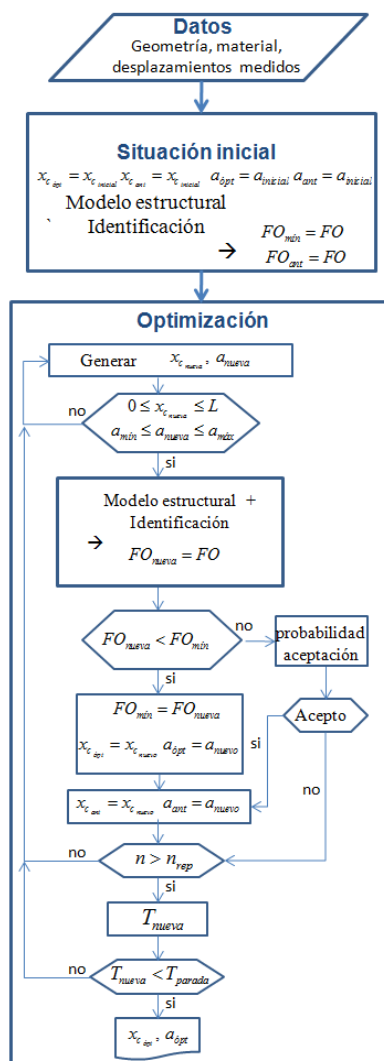 Datos
Geometría, material,
desplazamientos medidos
Situación inicial
x_{c_{ópt}} = x_{c_{inicial}} x_{c_{ant}} = x_{c_{inicial}} a_{ópt} = a_{inicial} a_{ant} = a_{inicial}
Modelo estructural
` Identificación
→ FO_{mín} = FO
FO_{ant} = FO
Optimización
Generar x_{c_{nueva}}, a_{nueva}
no
0 ≤ x_{c_{nueva}} ≤ L
a_{mín} ≤ a_{nueva} ≤ a_{máx}
si
Modelo estructural +
Identificación
→
FO_{nueva} = FO
FO_{nueva} < FO_{mín}
no
probabilidad
aceptación
si
FO_{mín} = FO_{nueva}
x_{c_{ópt}} = x_{c_{nuevo}} a_{ópt} = a_{nuevo}
Acepto
si
no
x_{c_{ant}} = x_{c_{nuevo}} a_{ant} = a_{nuevo}
no
n > n_{rep}
si
T_{nueva}
no
T_{nueva} < T_{parada}
si
x_{c_{ópt}}, a_{ópt}